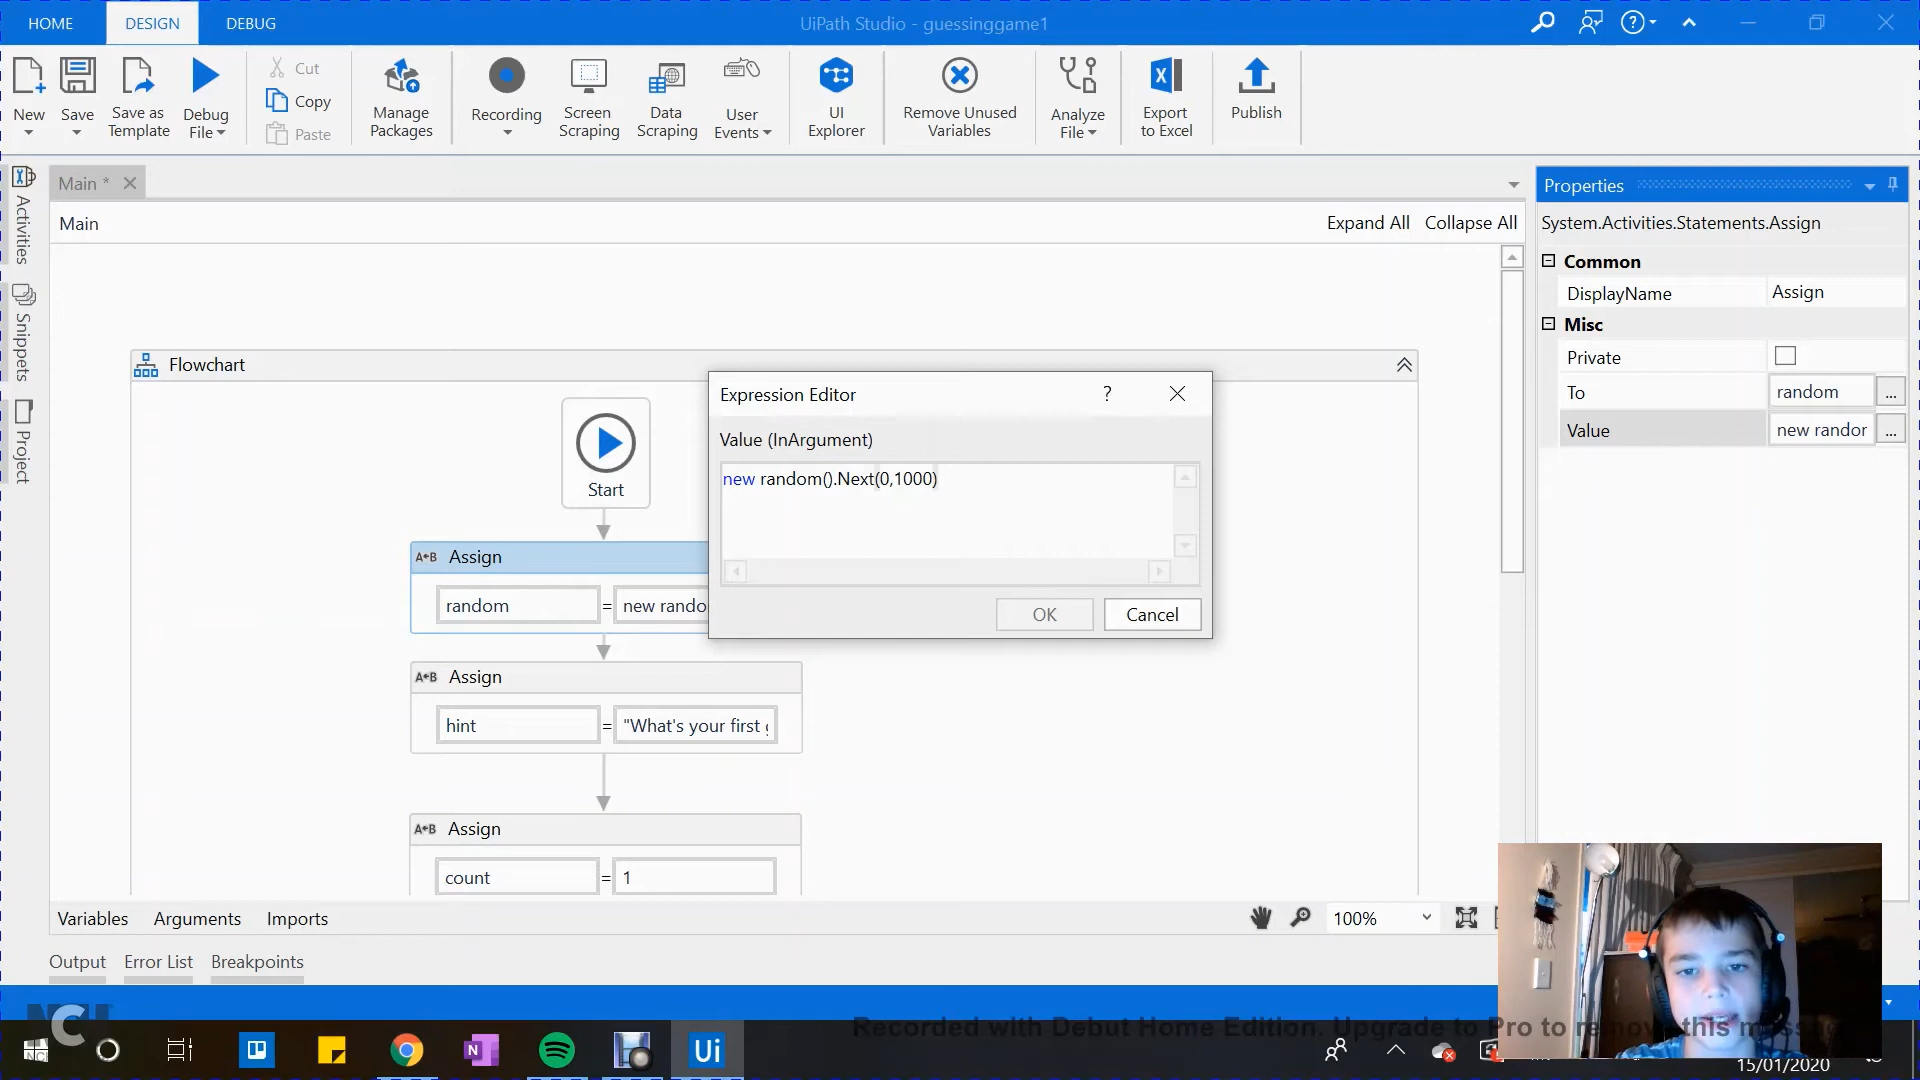 HOME DESIGN DEBUG UiPath Studio - guessinggame1
New Save Save as Template Debug File
Cut
Copy
Paste
Manage Packages
Recording Screen Scraping Data Scraping User Events
UI Explorer
Remove Unused Variables
Analyze File
Export to Excel
Publish
Activities
Snippets
Project
Main *
Main Expand All Collapse All
Flowchart
Start
Assign
random = new rando
Assign
hint = "What's your first
Assign
count = 1
Expression Editor ?
Value (InArgument)
new random().Next(0,1000)
OK Cancel
Properties
System.Activities.Statements.Assign
Common
DisplayName Assign
Misc
Private
To random ...
Value new randor ...
Variables Arguments Imports 100%
Output Error List Breakpoints
Recorded with Debut Home Edition. Upgrade to Pro to remove this
Ui
15/01/2020